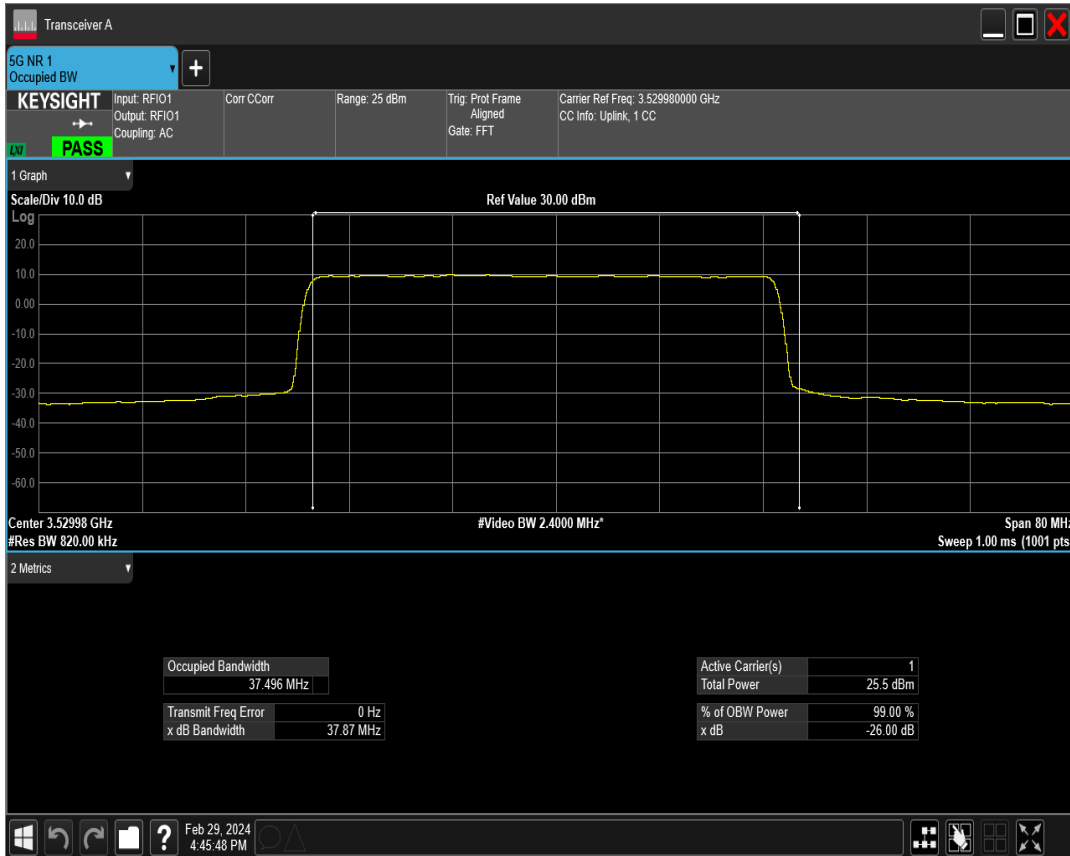 Transceiver A
5G NR 1
Occupied BW
KEYSIGHT
Input: RFIO1
Output: RFIO1
Coupling: AC
Corr CCorr
Range: 25 dBm
Trig: Prot Frame
Aligned
Gate: FFT
Carrier Ref Freq: 3.529980000 GHz
CC Info: Uplink, 1 CC
LXI
PASS
1 Graph
Scale/Div 10.0 dB
Ref Value 30.00 dBm
Log
20.0
10.0
0.00
-10.0
-20.0
-30.0
-40.0
-50.0
-60.0
Center 3.52998 GHz
#Video BW 2.4000 MHz*
Span 80 MHz
#Res BW 820.00 kHz
Sweep 1.00 ms (1001 pts
2 Metrics
Occupied Bandwidth
37.496 MHz
Transmit Freq Error 0 Hz
x dB Bandwidth 37.87 MHz
Active Carrier(s) 1
Total Power 25.5 dBm
% of OBW Power 99.00 %
x dB -26.00 dB
?
Feb 29, 2024
4:45:48 PM